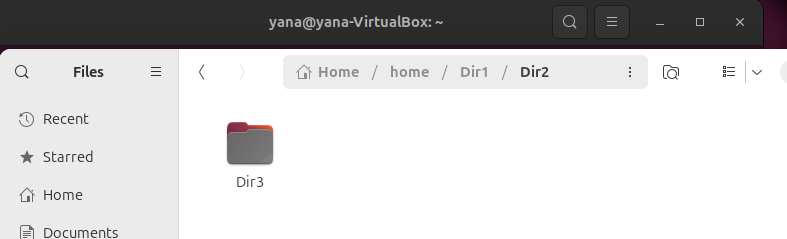 yana@yana-VirtualBox: ~
Files
Home / home / Dir1 / Dir2
Recent
Starred
Home
Documents
Dir3